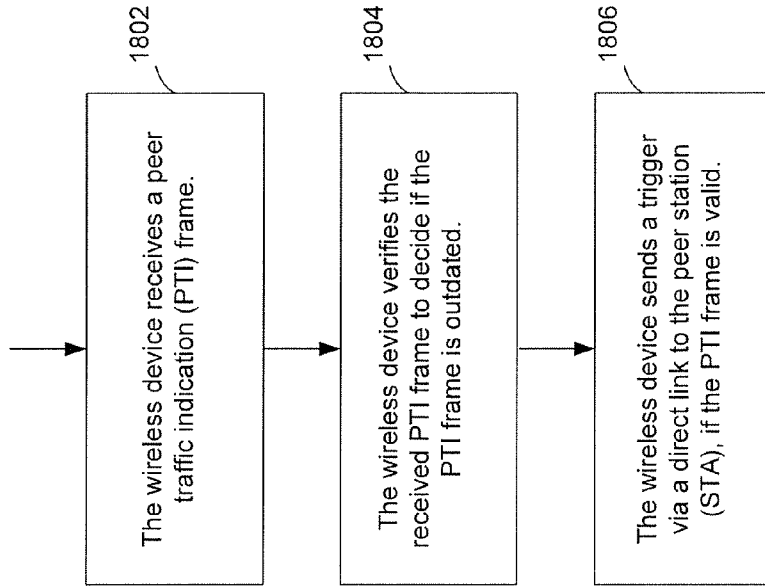 1802
The wireless device receives a peer
traffic indication (PTI) frame.
1804
The wireless device verifies the
received PTI frame to decide if the
PTI frame is outdated.
1806
The wireless device sends a trigger
via a direct link to the peer station
(STA), if the PTI frame is valid.